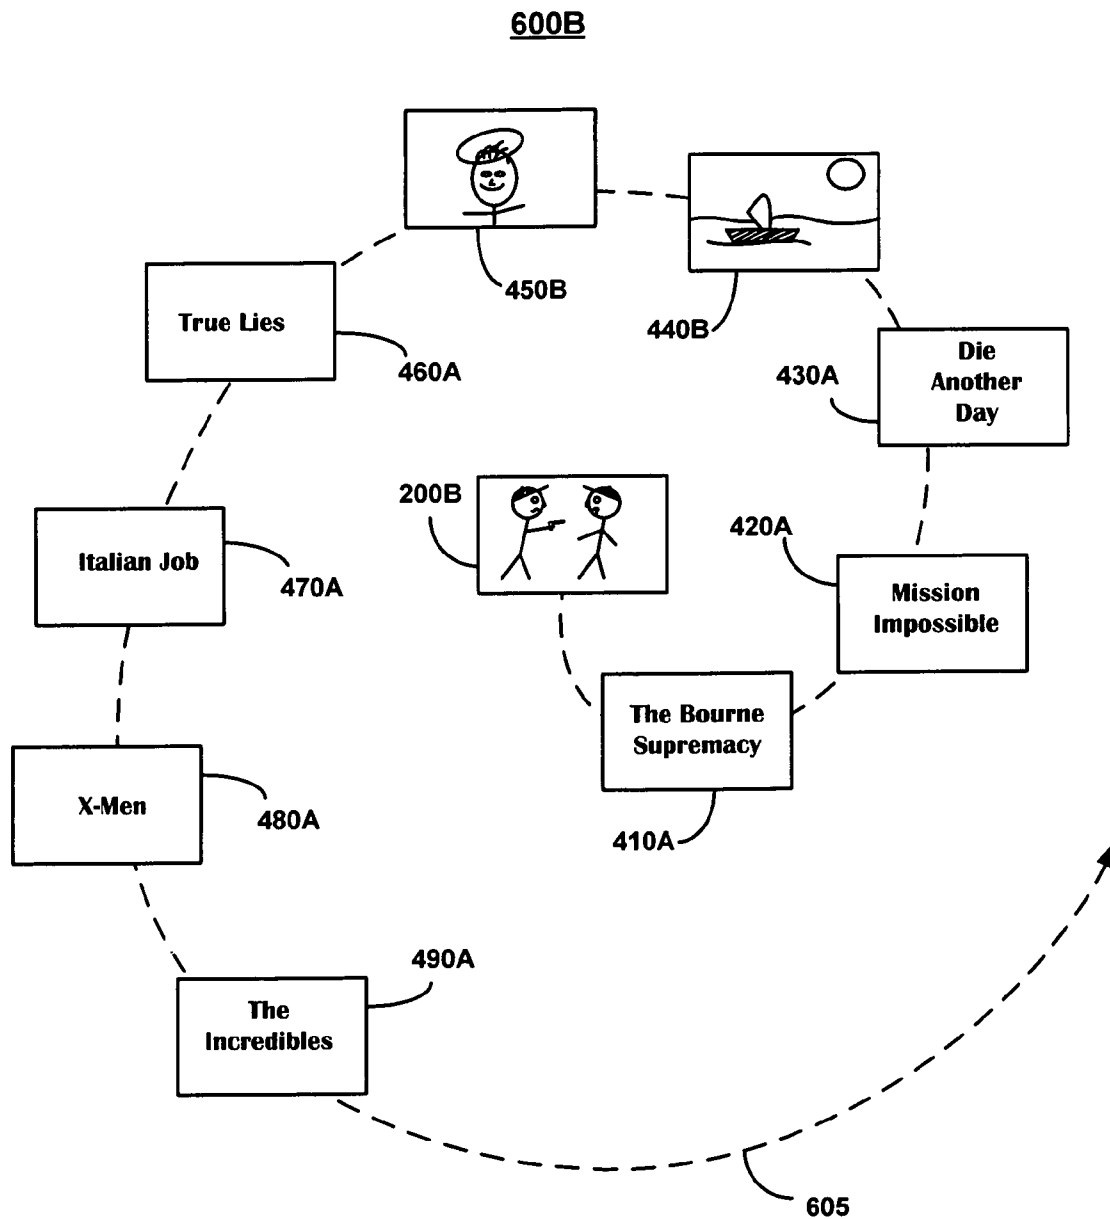 600B
450B
440B
True Lies
460A
430A
Die
Another
Day
200B
420A
Italian Job
470A
Mission
Impossible
The Bourne
Supremacy
410A
X-Men
480A
490A
The
Incredibles
605